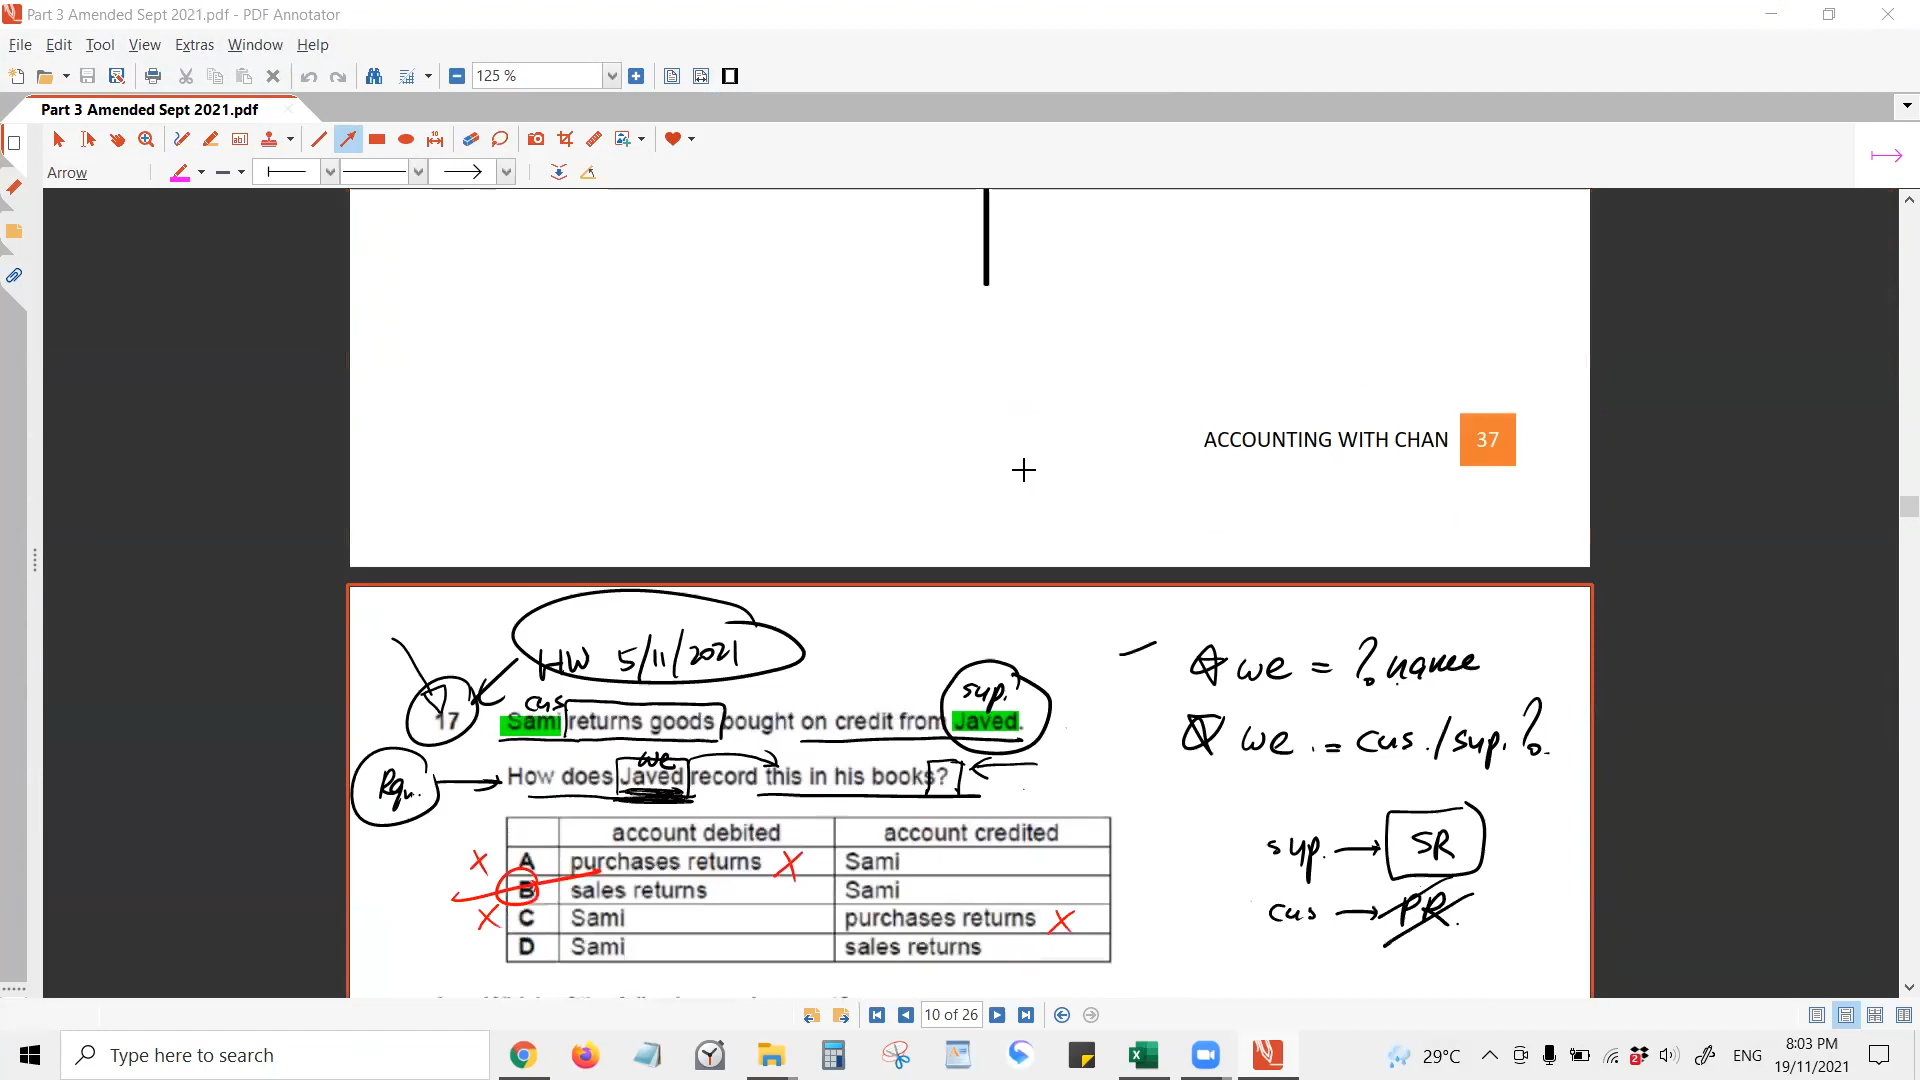 Part 3 Amended Sept 2021.pdf - PDF Annotator
File Edit Tool View Extras Window Help
125 %
Part 3 Amended Sept 2021.pdf
Arrow
ACCOUNTING WITH CHAN 37
HW 5/11/2021
we = ? name
cus sup.
17 Sami returns goods bought on credit from Javed.
we = cus./sup. ?
we
Rqr. How does Javed record this in his books?
account debited account credited
sup. → SR
X A purchases returns X Sami
B sales returns Sami
cus → PR.
X C Sami purchases returns X
D Sami sales returns
10 of 26
Type here to search
29°C
ENG
8:03 PM
19/11/2021